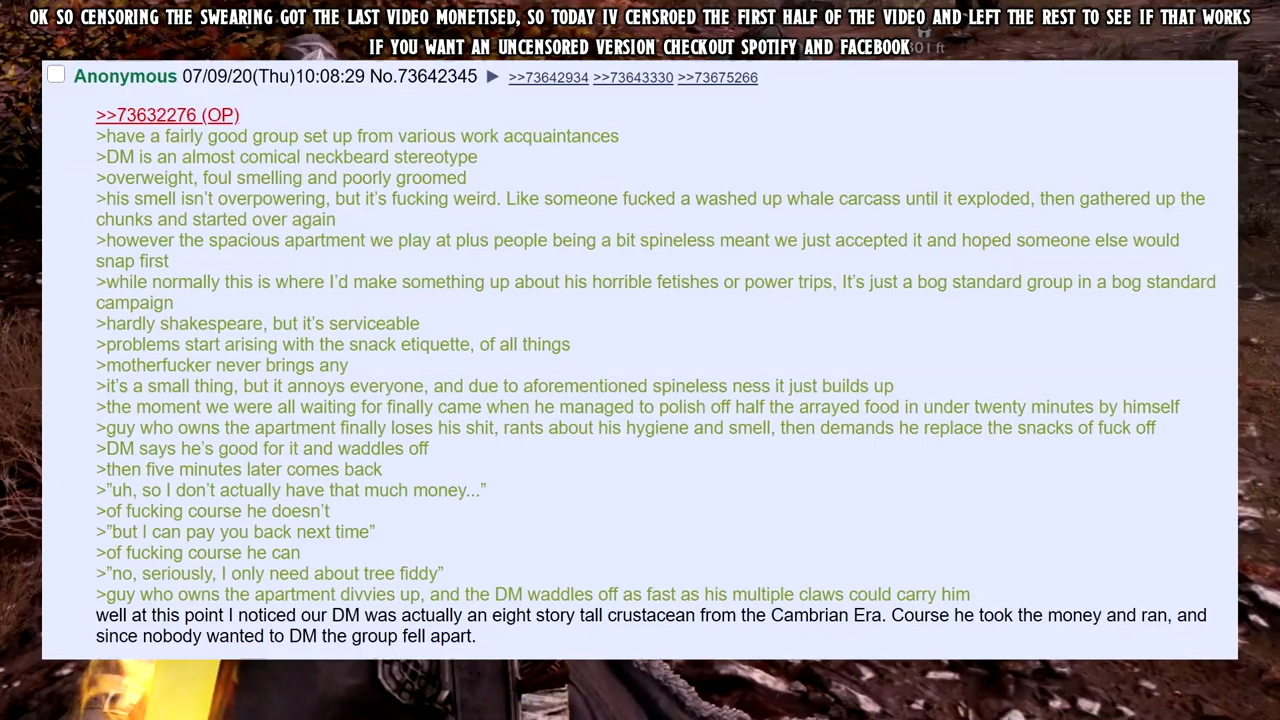 OK SO CENSORING THE SWEARING GOT THE LAST VIDEO MONETISED, SO TODAY IV CENSROED THE FIRST HALF OF THE VIDEO AND LEFT THE REST TO SEE IF THAT WORKS
IF YOU WANT AN UNCENSORED VERSION CHECKOUT SPOTIFY AND FACEBOOK
Anonymous 07/09/20(Thu)10:08:29 No.73642345 ▶ >>73642934 >>73643330 >>73675266
>>73632276 (OP)
>have a fairly good group set up from various work acquaintances
>DM is an almost comical neckbeard stereotype
>overweight, foul smelling and poorly groomed
>his smell isn’t overpowering, but it’s fucking weird. Like someone fucked a washed up whale carcass until it exploded, then gathered up the
chunks and started over again
>however the spacious apartment we play at plus people being a bit spineless meant we just accepted it and hoped someone else would
snap first
>while normally this is where I’d make something up about his horrible fetishes or power trips, It’s just a bog standard group in a bog standard
campaign
>hardly shakespeare, but it’s serviceable
>problems start arising with the snack etiquette, of all things
>motherfucker never brings any
>it’s a small thing, but it annoys everyone, and due to aforementioned spineless ness it just builds up
>the moment we were all waiting for finally came when he managed to polish off half the arrayed food in under twenty minutes by himself
>guy who owns the apartment finally loses his shit, rants about his hygiene and smell, then demands he replace the snacks of fuck off
>DM says he’s good for it and waddles off
>then five minutes later comes back
>”uh, so I don’t actually have that much money...”
>of fucking course he doesn’t
>”but I can pay you back next time”
>of fucking course he can
>”no, seriously, I only need about tree fiddy”
>guy who owns the apartment divvies up, and the DM waddles off as fast as his multiple claws could carry him
well at this point I noticed our DM was actually an eight story tall crustacean from the Cambrian Era. Course he took the money and ran, and
since nobody wanted to DM the group fell apart.